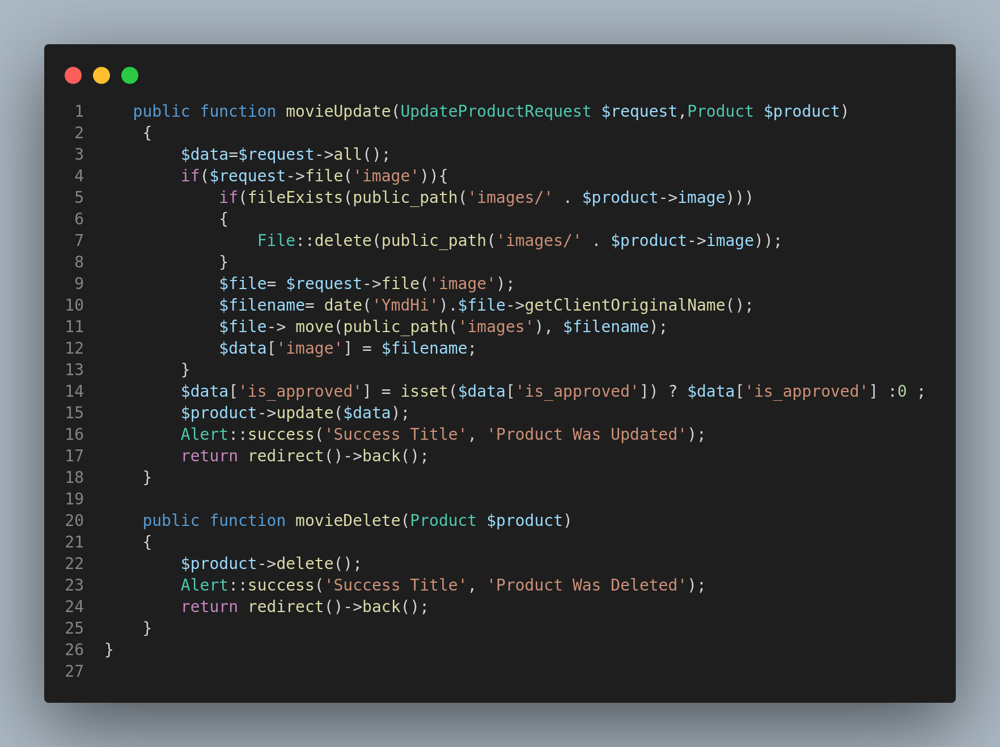 1    public function movieUpdate(UpdateProductRequest $request,Product $product)
2     {
3         $data=$request->all();
4         if($request->file('image')){
5             if(fileExists(public_path('images/' . $product->image)))
6             {
7                 File::delete(public_path('images/' . $product->image));
8             }
9             $file= $request->file('image');
10             $filename= date('YmdHi').$file->getClientOriginalName();
11             $file-> move(public_path('images'), $filename);
12             $data['image'] = $filename;
13         }
14         $data['is_approved'] = isset($data['is_approved']) ? $data['is_approved'] :0 ;
15         $product->update($data);
16         Alert::success('Success Title', 'Product Was Updated');
17         return redirect()->back();
18     }
19
20     public function movieDelete(Product $product)
21     {
22         $product->delete();
23         Alert::success('Success Title', 'Product Was Deleted');
24         return redirect()->back();
25     }
26 }
27